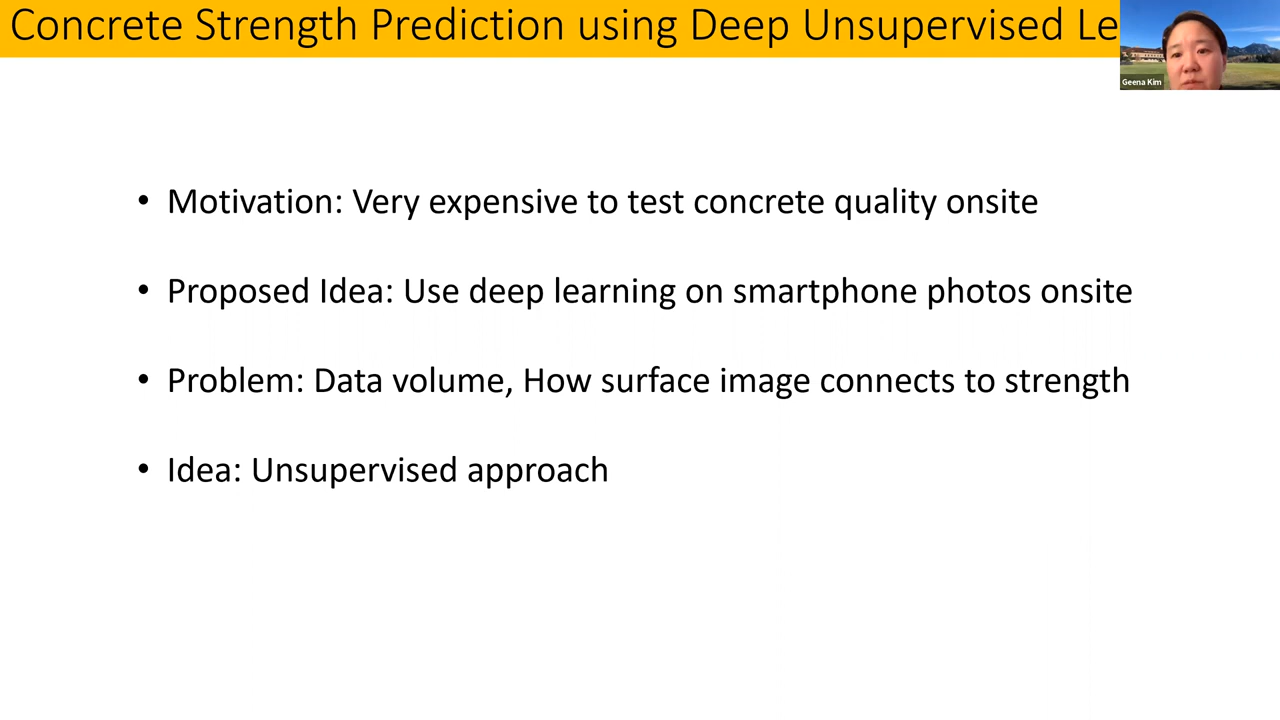 Concrete Strength Prediction using Deep Unsupervised Le
Geena Kim
• Motivation: Very expensive to test concrete quality onsite
• Proposed Idea: Use deep learning on smartphone photos onsite
• Problem: Data volume, How surface image connects to strength
• Idea: Unsupervised approach